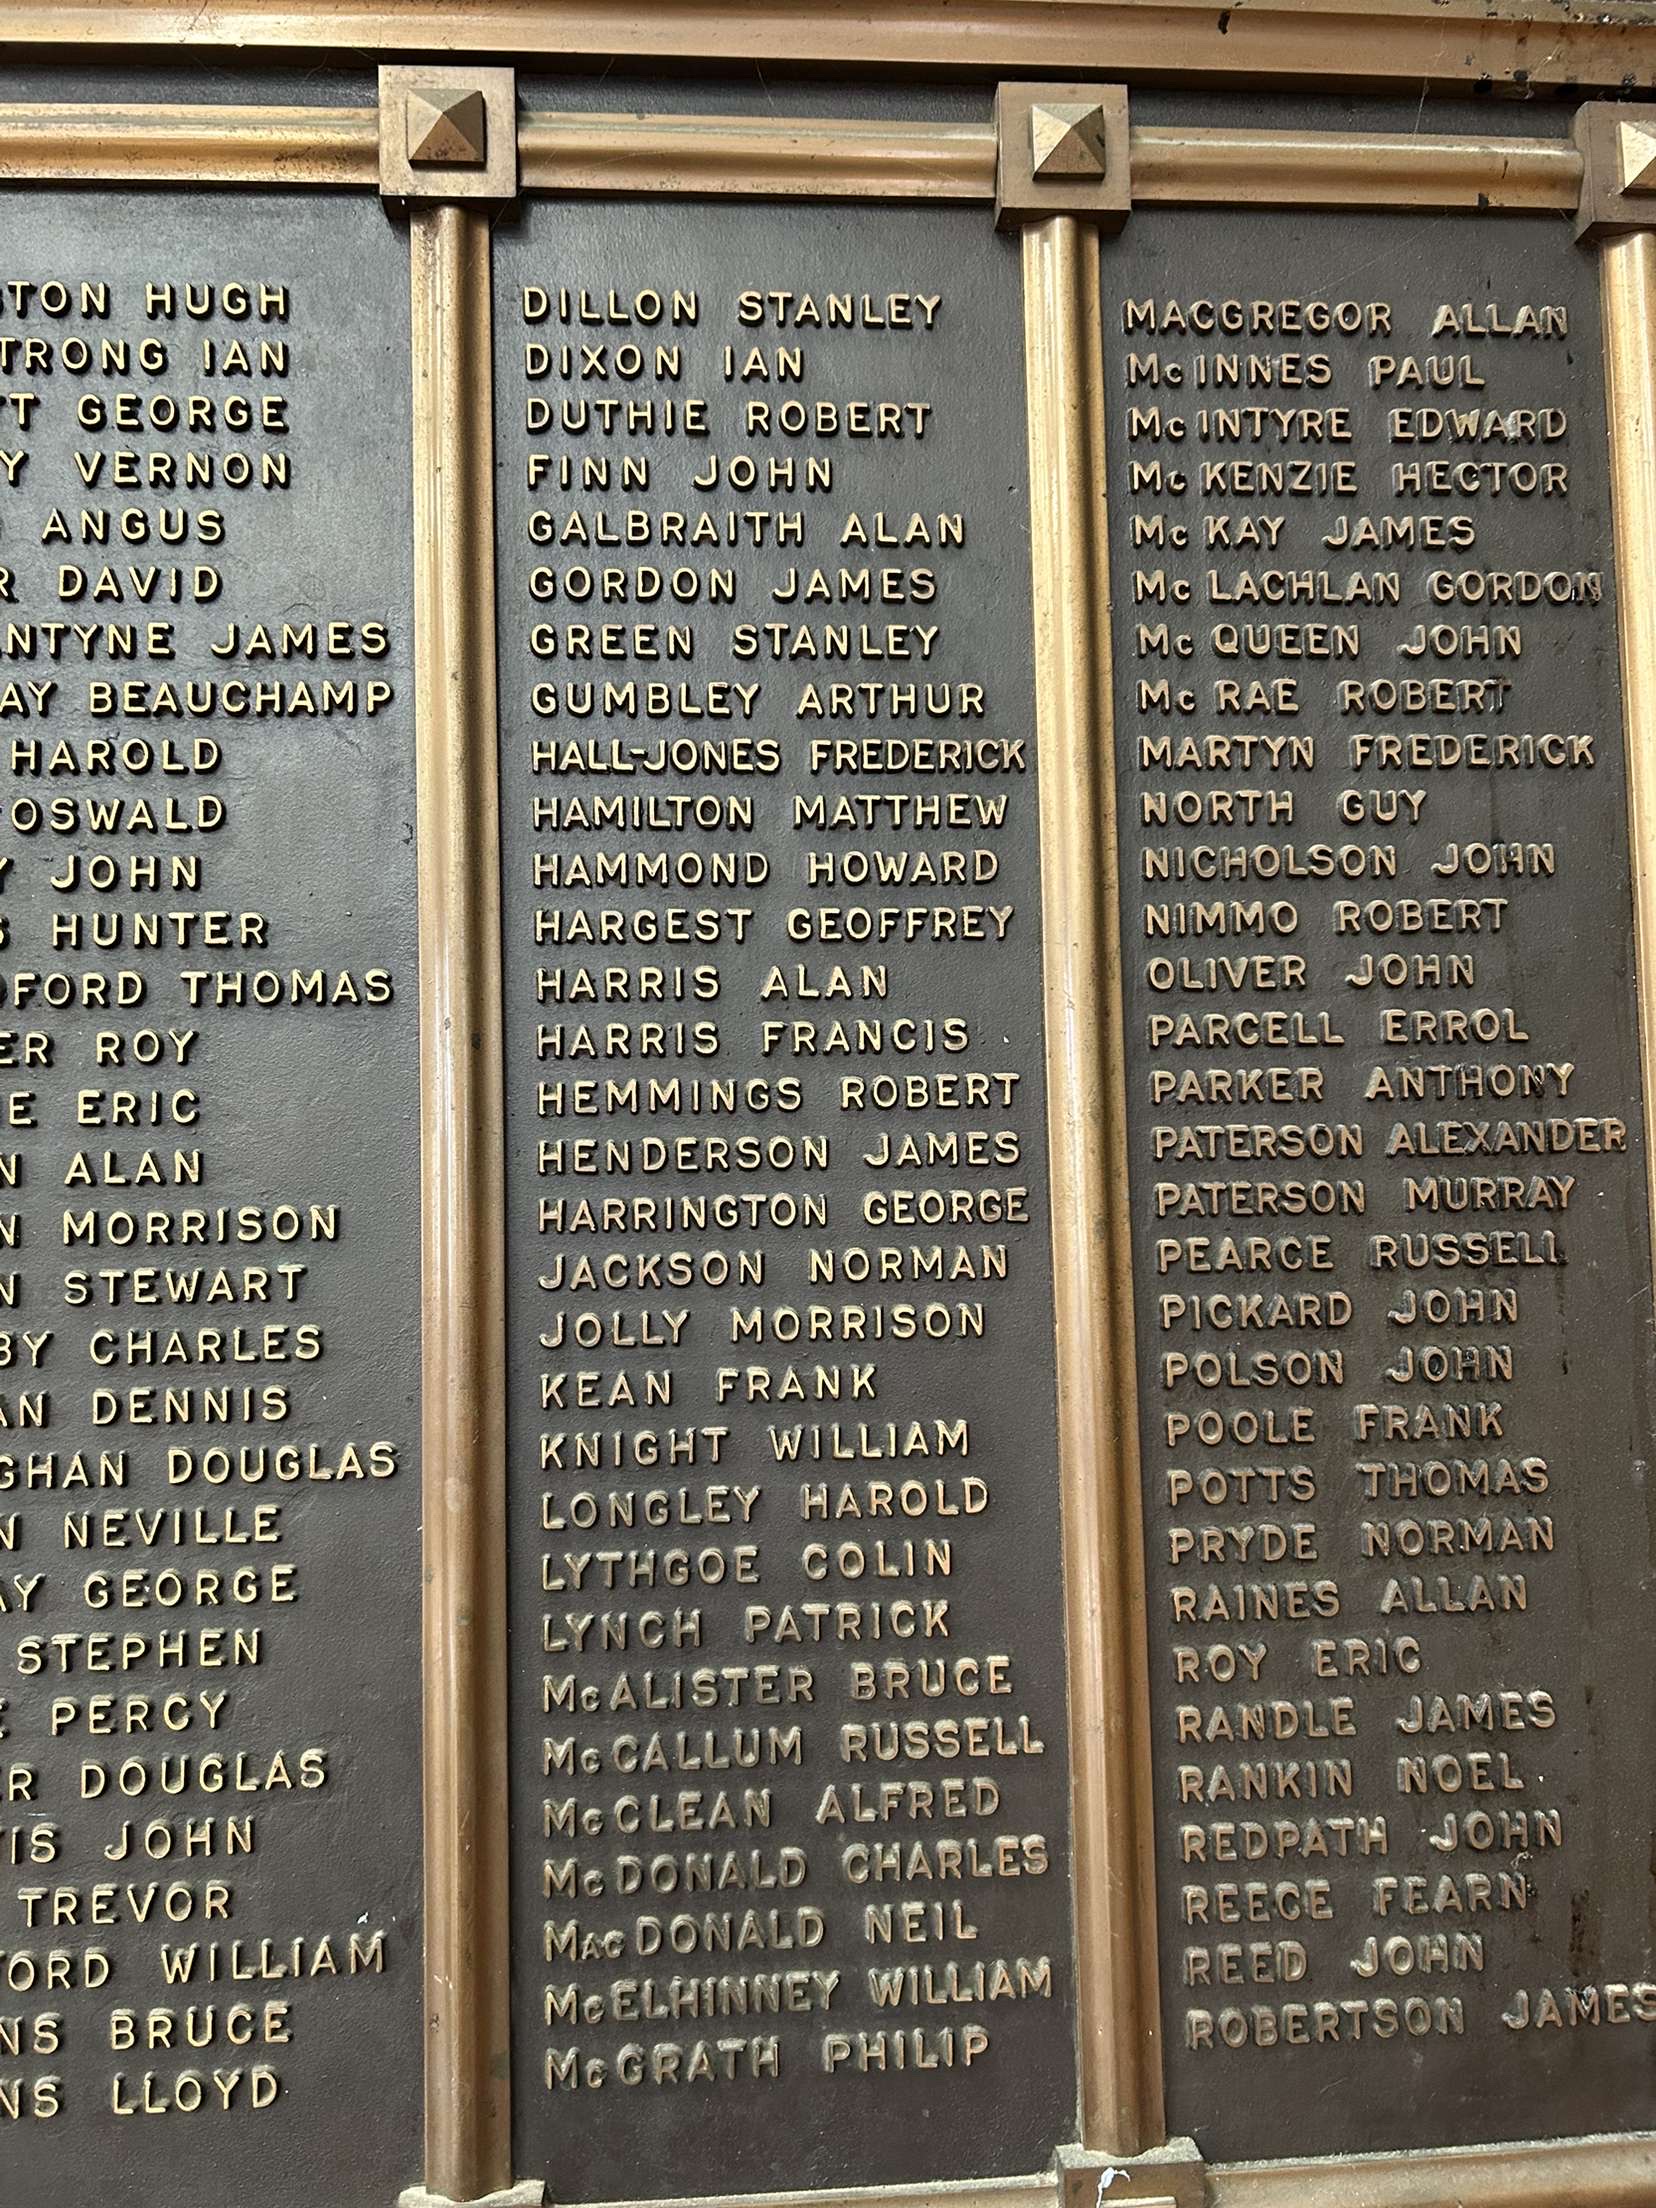 HUGH
IAN
GEORGE
VERNON
ANGUS
DAVID
JAMES
BEAUCHAMP
HAROLD
OSWALD
JOHN
HUNTER
THOMAS
ROY
ERIC
ALAN
MORRISON
STEWART
CHARLES
DENNIS
DOUGLAS
NEVILLE
GEORGE
STEPHEN
PERCY
DOUGLAS
JOHN
TREVOR
WILLIAM
BRUCE
LLOYD
DILLON STANLEY
DIXON IAN
DUTHIE ROBERT
FINN JOHN
GALBRAITH ALAN
GORDON JAMES
GREEN STANLEY
GUMBLEY ARTHUR
HALL-JONES FREDERICK
HAMILTON MATTHEW
HAMMOND HOWARD
HARGEST GEOFFREY
HARRIS ALAN
HARRIS FRANCIS
HEMMINGS ROBERT
HENDERSON JAMES
HARRINGTON GEORGE
JACKSON NORMAN
JOLLY MORRISON
KEAN FRANK
KNIGHT WILLIAM
LONGLEY HAROLD
LYTHGOE COLIN
LYNCH PATRICK
McALISTER BRUCE
McCALLUM RUSSELL
McCLEAN ALFRED
McDONALD CHARLES
MacDONALD NEIL
McELHINNEY WILLIAM
McGRATH PHILIP
MACGREGOR ALLAN
McINNES PAUL
McINTYRE EDWARD
McKENZIE HECTOR
McKAY JAMES
McLACHLAN GORDON
McQUEEN JOHN
McRAE ROBERT
MARTYN FREDERICK
NORTH GUY
NICHOLSON JOHN
NIMMO ROBERT
OLIVER JOHN
PARCELL ERROL
PARKER ANTHONY
PATERSON ALEXANDER
PATERSON MURRAY
PEARCE RUSSELL
PICKARD JOHN
POLSON JOHN
POOLE FRANK
POTTS THOMAS
PRYDE NORMAN
RAINES ALLAN
ROY ERIC
RANDLE JAMES
RANKIN NOEL
REDPATH JOHN
REECE FEARN
REED JOHN
ROBERTSON JAMES